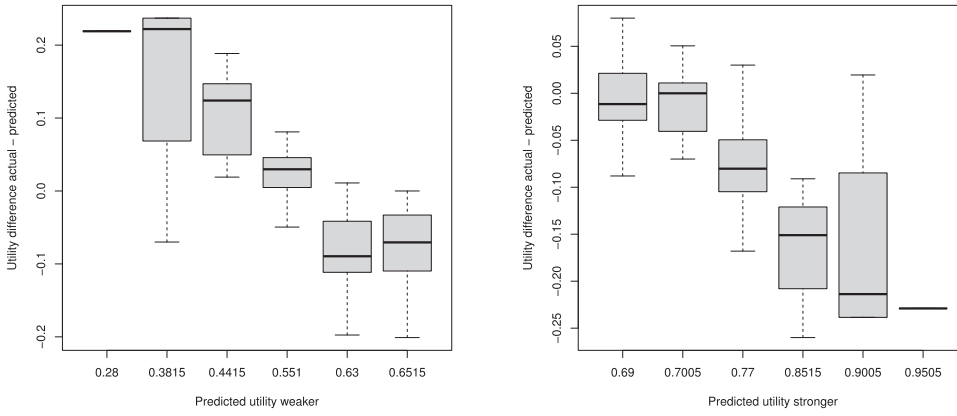 Utility difference actual − predicted
0.2
0.1
0.0
−0.1
−0.2
0.28 0.3815 0.4415 0.551 0.63 0.6515
Predicted utility weaker
Utility difference actual − predicted
0.05
0.00
−0.05
−0.10
−0.15
−0.20
−0.25
0.69 0.7005 0.77 0.8515 0.9005 0.9505
Predicted utility stronger